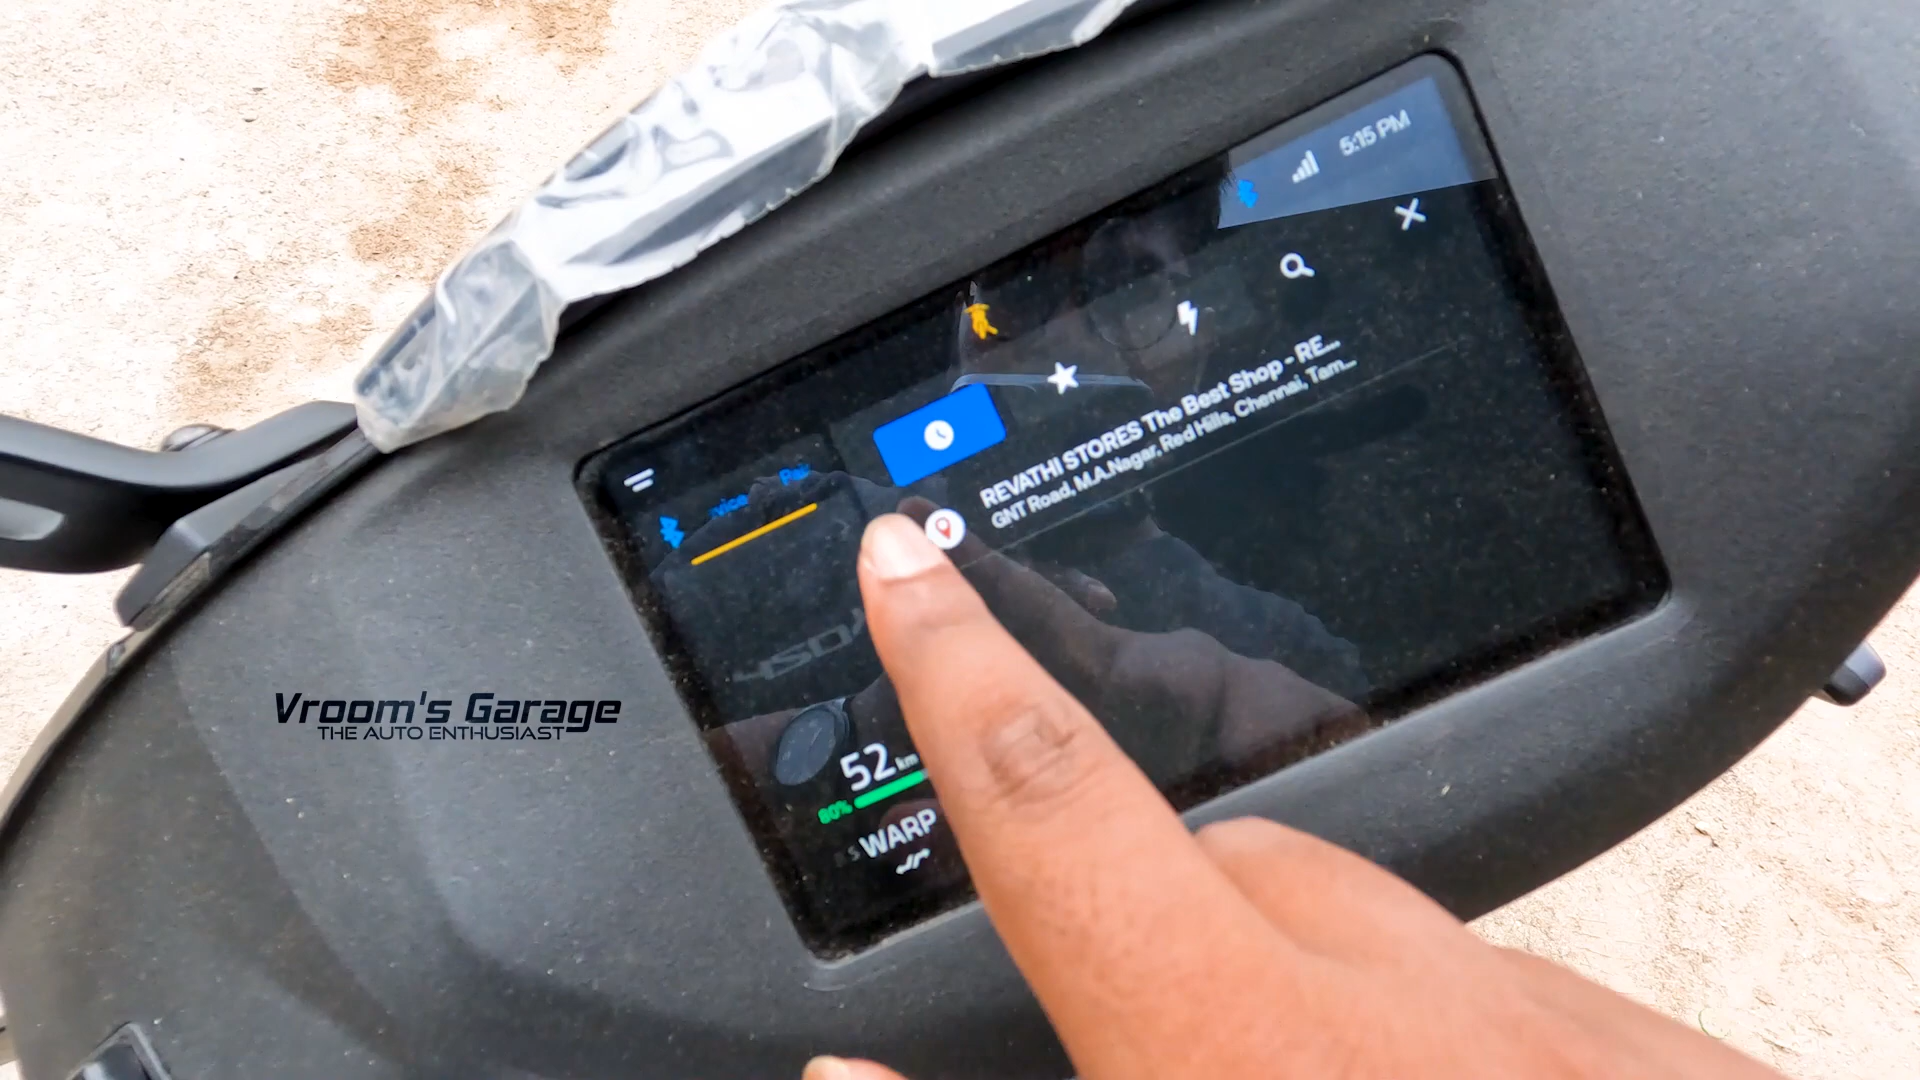 5:15 PM
REVATHI STORES The Best Shop - RE...
GNT Road, M.A.Nagar, Red Hills, Chennai, Tam...
Pair
52 km
80%
WARP
Vroom's Garage
THE AUTO ENTHUSIAST